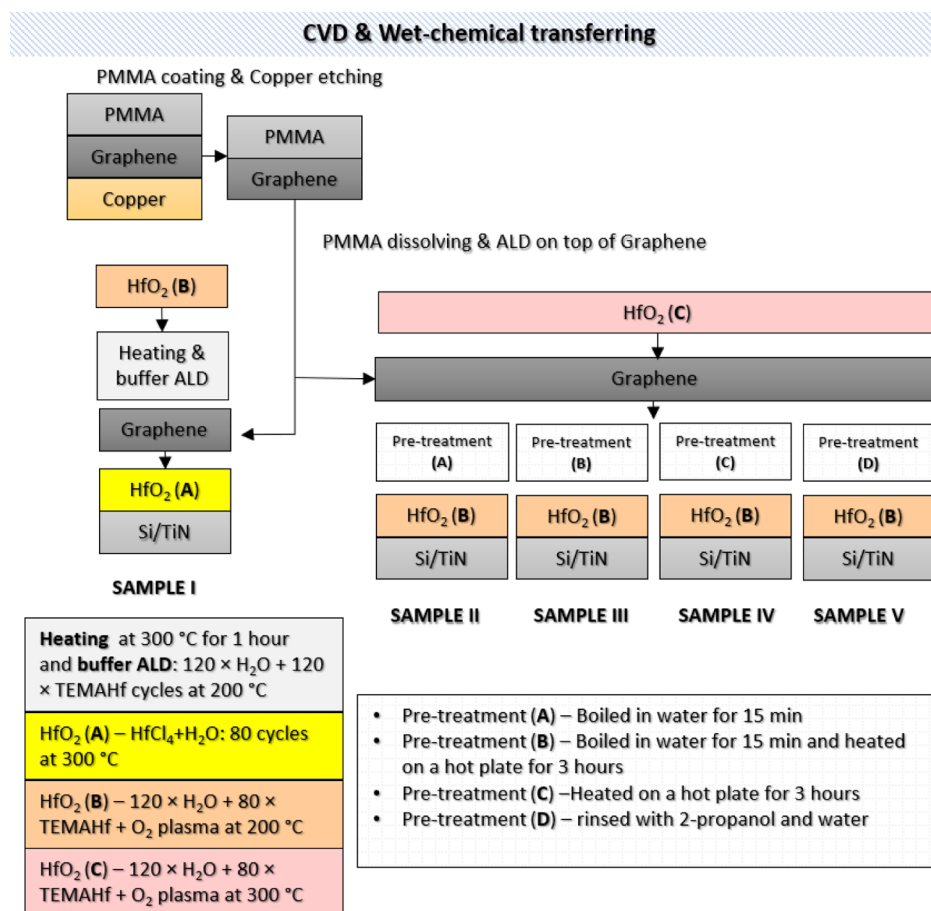 CVD & Wet-chemical transferring
PMMA coating & Copper etching
PMMA
Graphene
Copper
PMMA
Graphene
PMMA dissolving & ALD on top of Graphene
HfO₂ (B)
Heating &
buffer ALD
Graphene
HfO₂ (A)
Si/TiN
SAMPLE I
HfO₂ (C)
Graphene
Pre-treatment
(A)
Pre-treatment
(B)
Pre-treatment
(C)
Pre-treatment
(D)
HfO₂ (B)
HfO₂ (B)
HfO₂ (B)
HfO₂ (B)
Si/TiN
Si/TiN
Si/TiN
Si/TiN
SAMPLE II
SAMPLE III
SAMPLE IV
SAMPLE V
Heating at 300 °C for 1 hour
and buffer ALD: 120 × H₂O + 120
× TEMAHf cycles at 200 °C
HfO₂ (A) – HfCl₄+H₂O: 80 cycles
at 300 °C
HfO₂ (B) – 120 × H₂O + 80 ×
TEMAHf + O₂ plasma at 200 °C
HfO₂ (C) – 120 × H₂O + 80 ×
TEMAHf + O₂ plasma at 300 °C
• Pre-treatment (A) – Boiled in water for 15 min
• Pre-treatment (B) – Boiled in water for 15 min and heated
on a hot plate for 3 hours
• Pre-treatment (C) –Heated on a hot plate for 3 hours
• Pre-treatment (D) – rinsed with 2-propanol and water